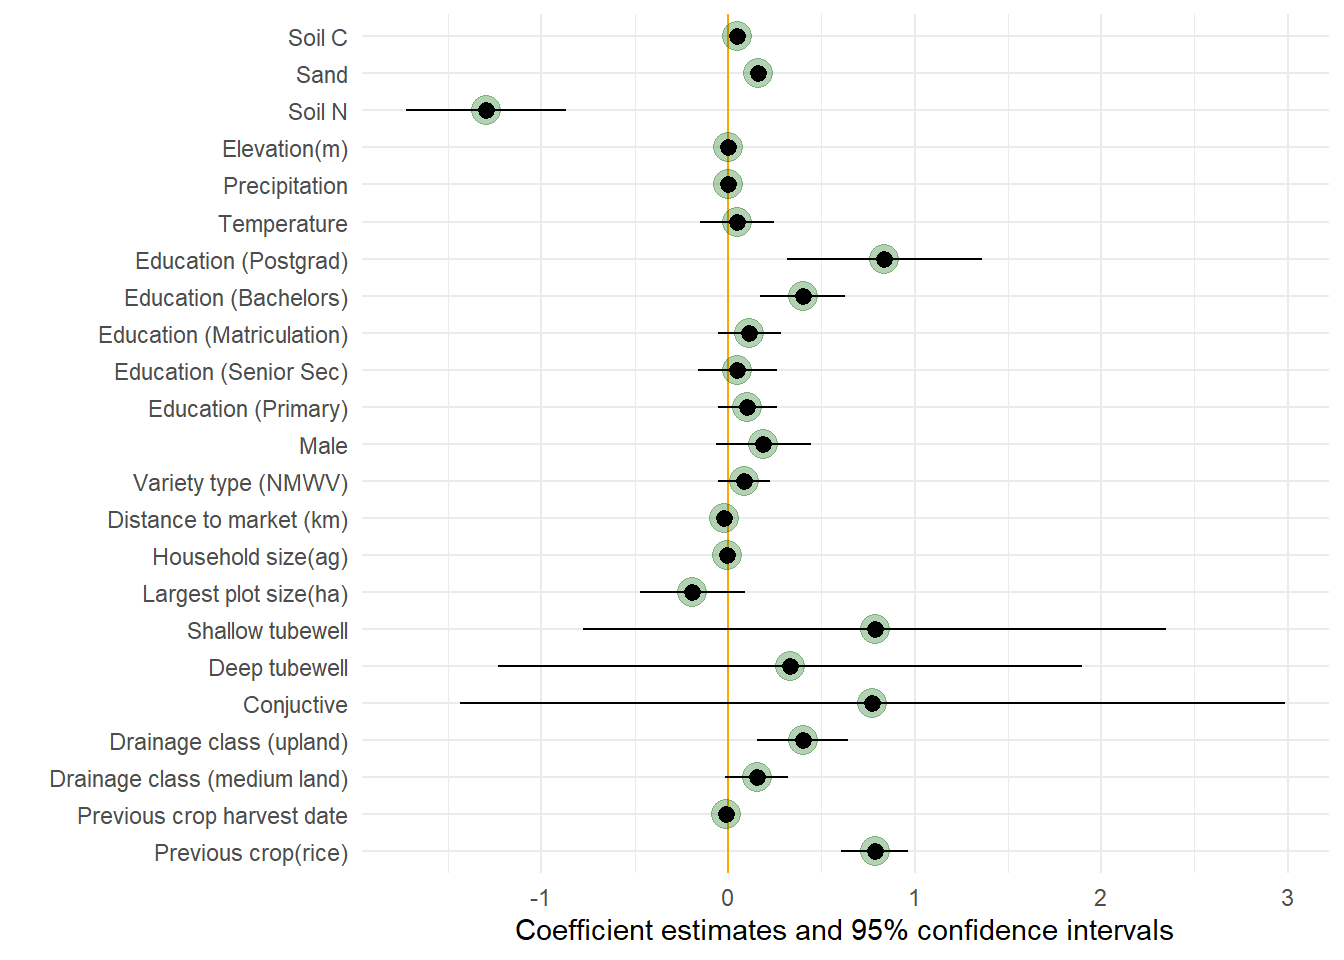 Soil C
Sand
Soil N
Elevation(m)
Precipitation
Temperature
Education (Postgrad)
Education (Bachelors)
Education (Matriculation)
Education (Senior Sec)
Education (Primary)
Male
Variety type (NMWV)
Distance to market (km)
Household size(ag)
Largest plot size(ha)
Shallow tubewell
Deep tubewell
Conjuctive
Drainage class (upland)
Drainage class (medium land)
Previous crop harvest date
Previous crop(rice)
-1 0 1 2 3
Coefficient estimates and 95% confidence intervals